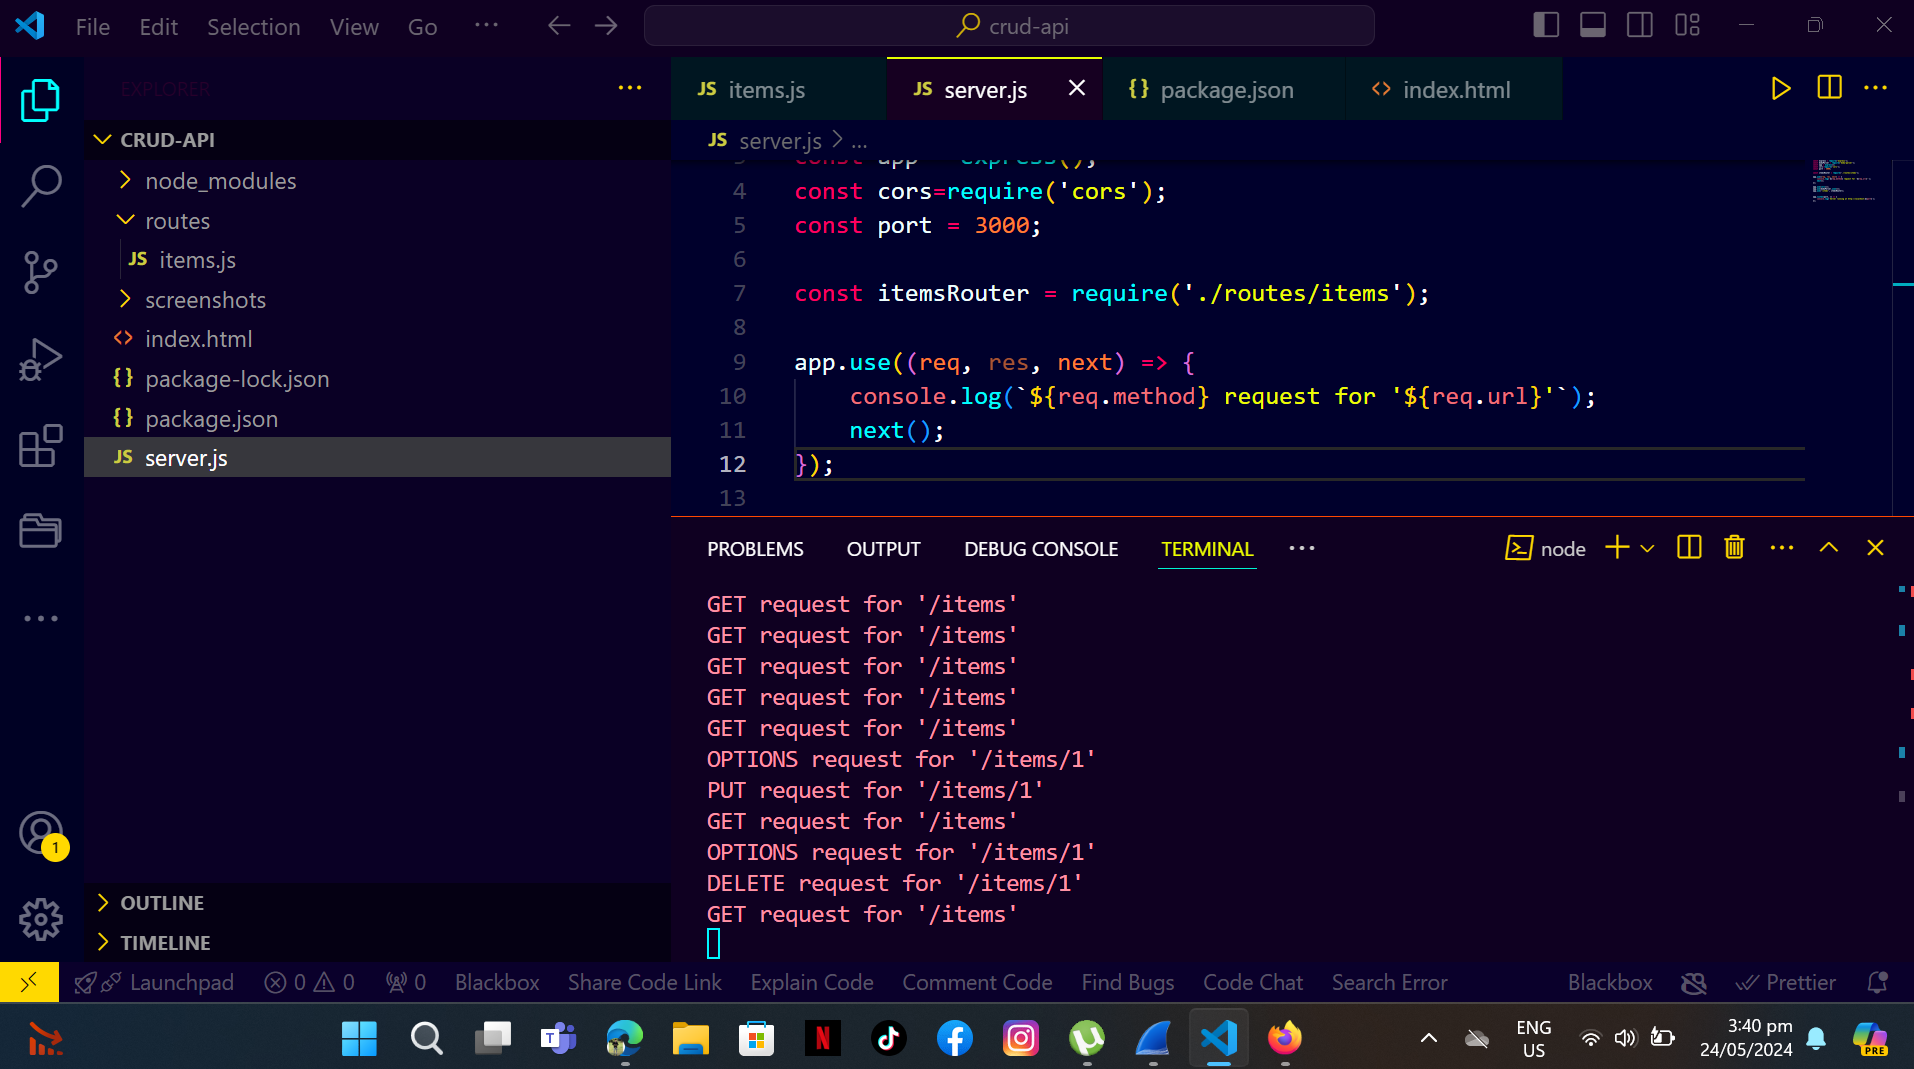 File Edit Selection View Go ···
crud-api
EXPLORER
CRUD-API
node_modules
routes
JS items.js
screenshots
<> index.html
{} package-lock.json
{} package.json
JS server.js
OUTLINE
TIMELINE
1
JS items.js
JS server.js
{} package.json
<> index.html
JS server.js > ...
3 const app = express();
4 const cors=require('cors');
5 const port = 3000;
6
7 const itemsRouter = require('./routes/items');
8
9 app.use((req, res, next) => {
10 console.log(`${req.method} request for '${req.url}'`);
11 next();
12 });
13
PROBLEMS OUTPUT DEBUG CONSOLE TERMINAL ··· node
GET request for '/items'
GET request for '/items'
GET request for '/items'
GET request for '/items'
GET request for '/items'
OPTIONS request for '/items/1'
PUT request for '/items/1'
GET request for '/items'
OPTIONS request for '/items/1'
DELETE request for '/items/1'
GET request for '/items'
Launchpad 0 0 0 Blackbox Share Code Link Explain Code Comment Code Find Bugs Code Chat Search Error Blackbox Prettier
T
N
ENG
US
3:40 pm
24/05/2024
PRE